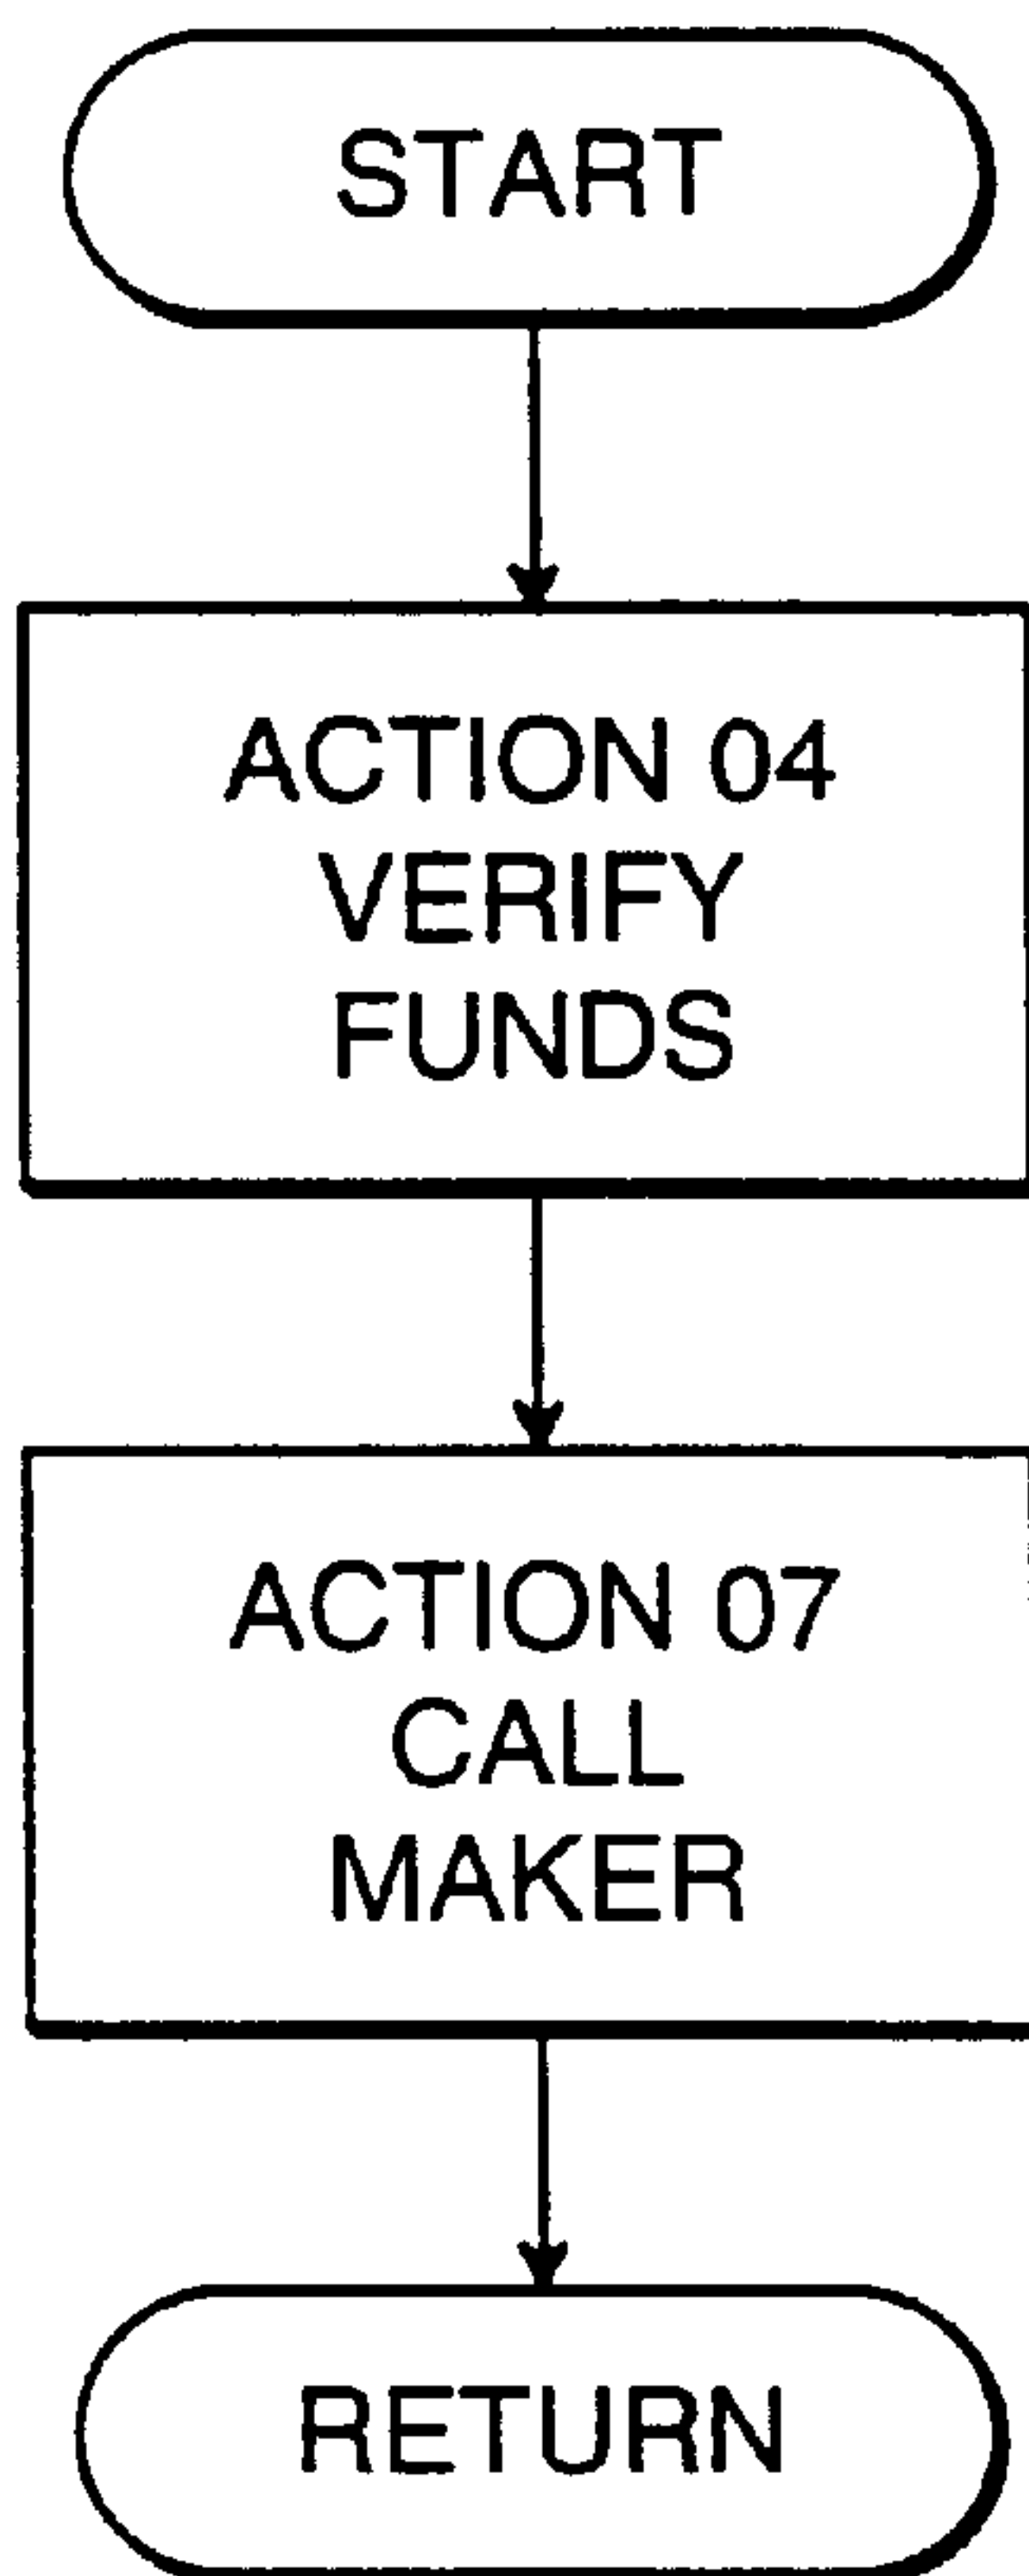 START
ACTION 04
VERIFY
FUNDS
ACTION 07
CALL
MAKER
RETURN